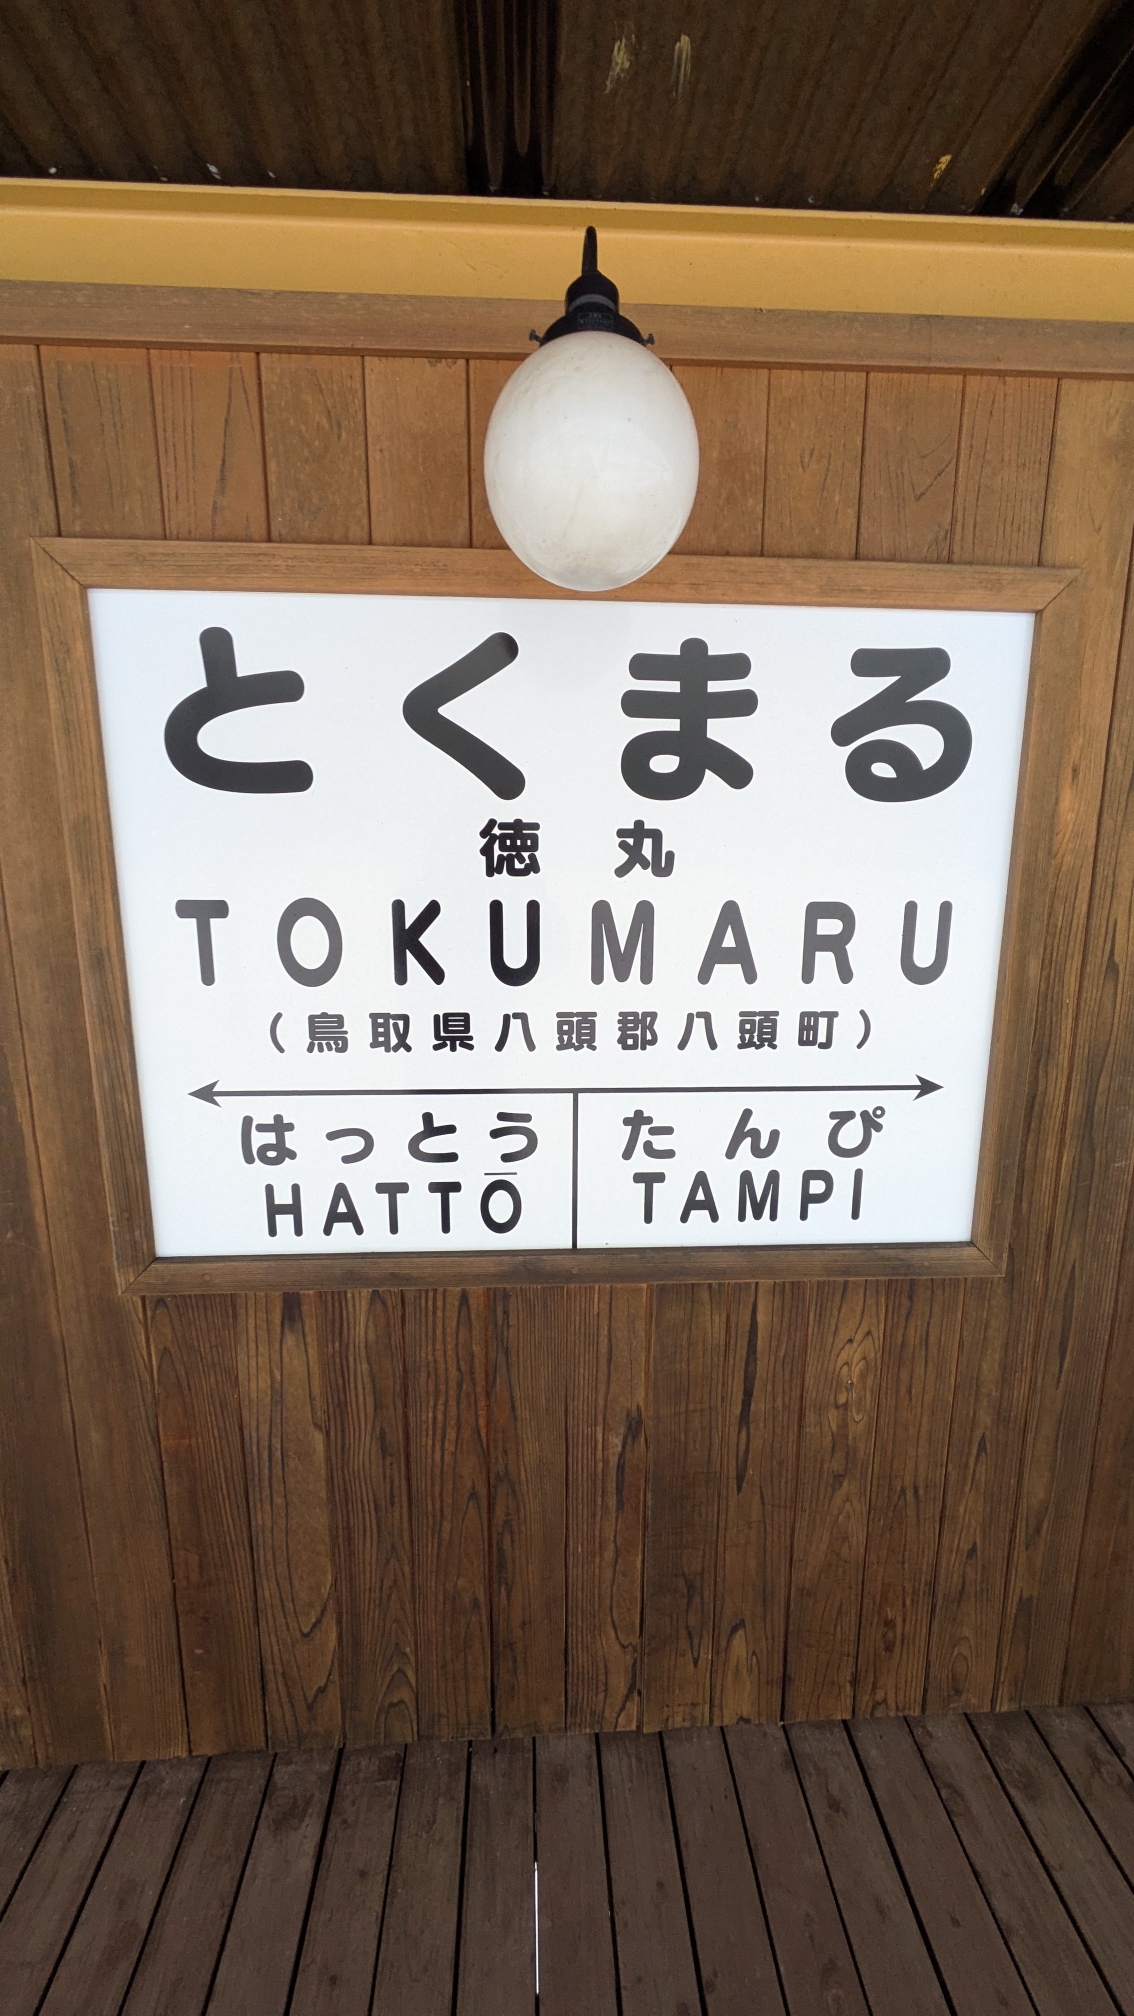 とくまる
徳丸
TOKUMARU
（鳥取県八頭郡八頭町）
はっとう たんぴ
HATTŌ TAMPI